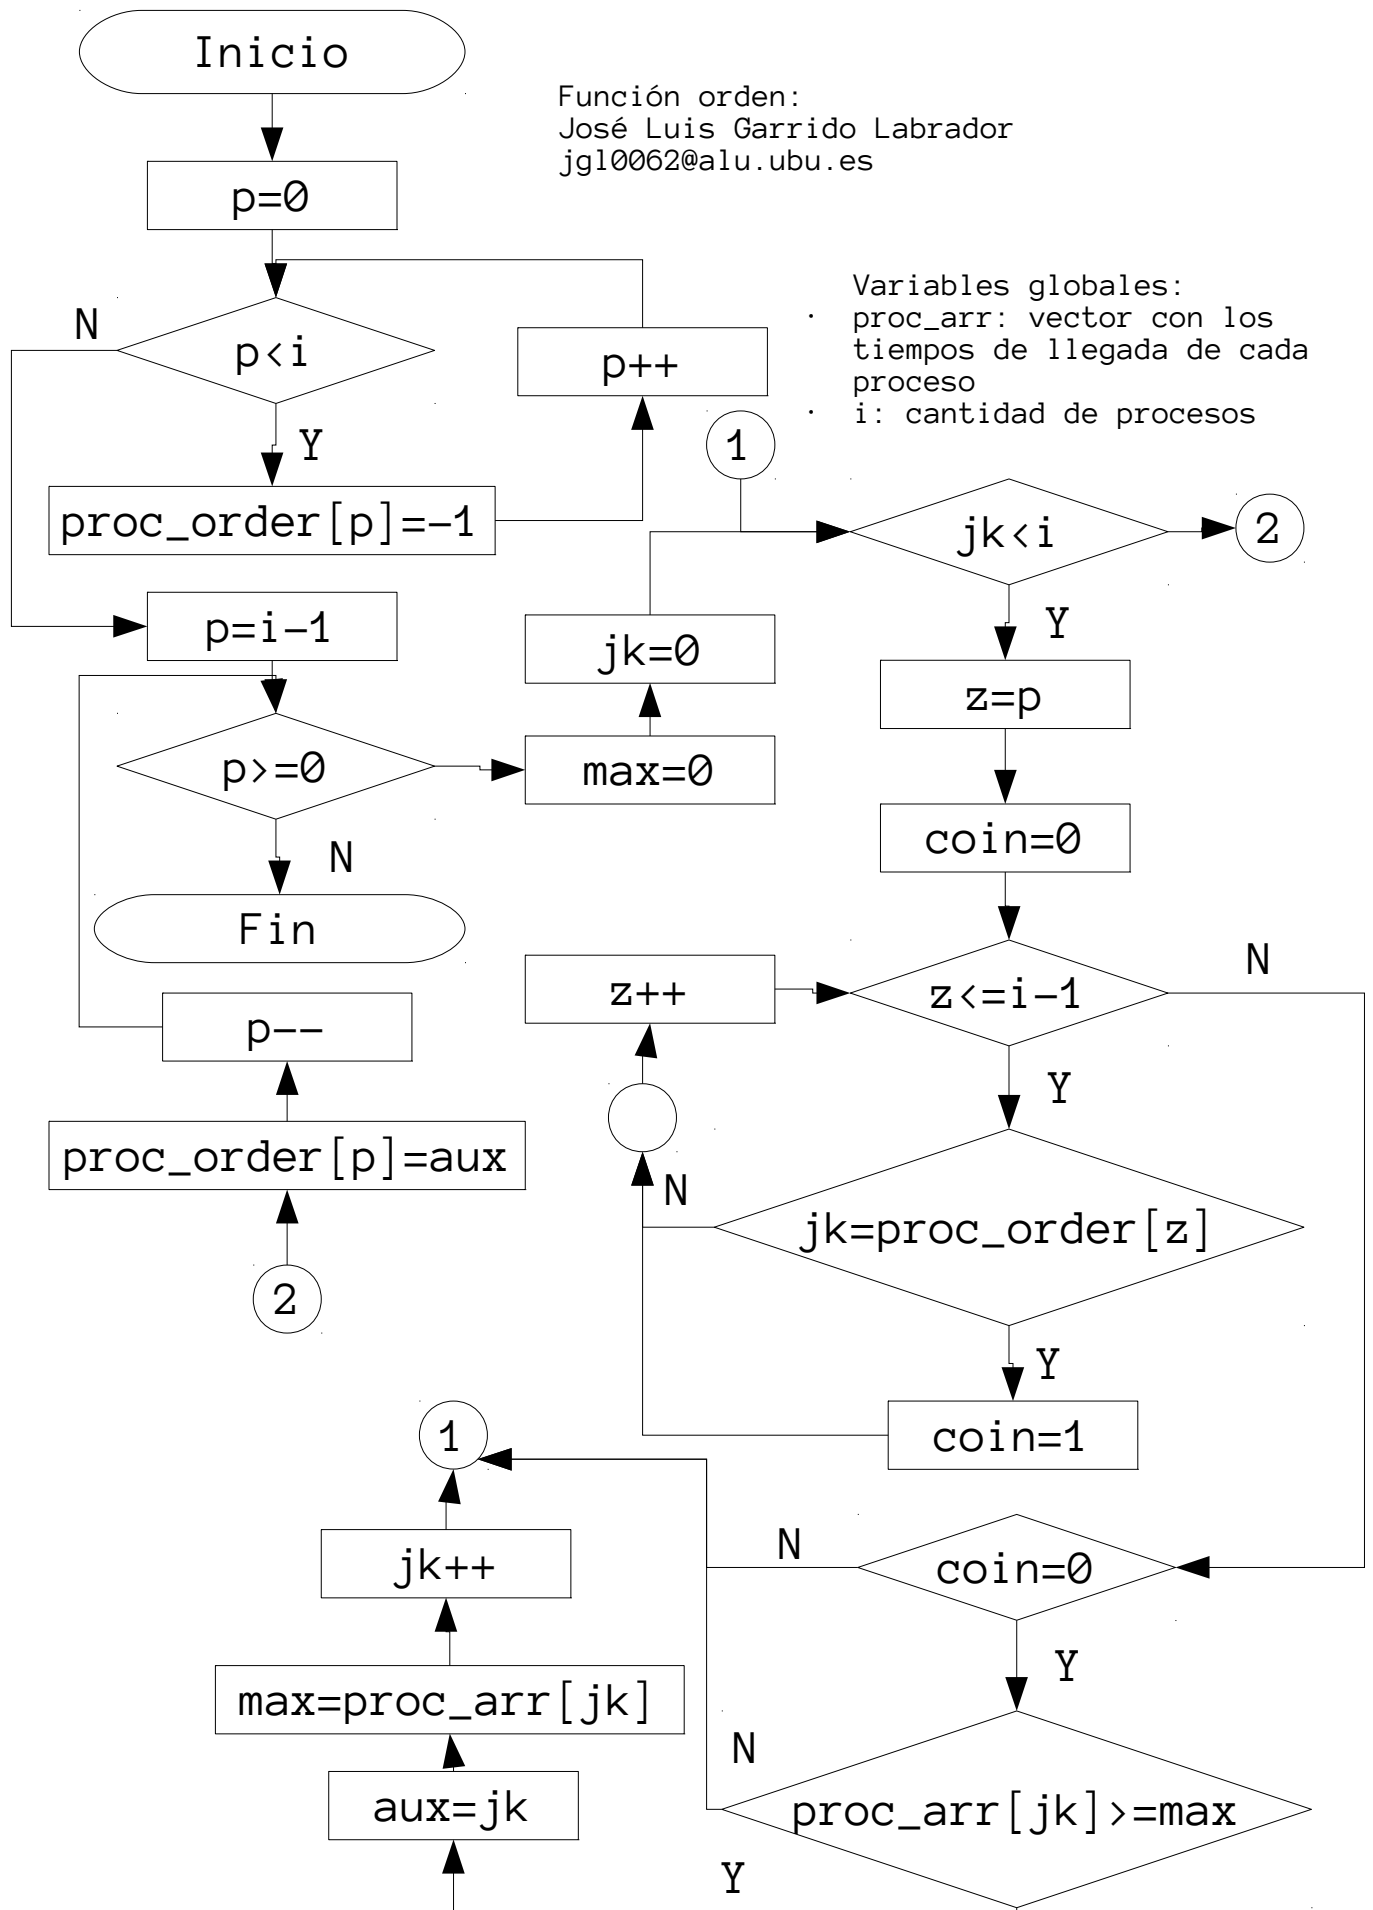 Inicio
Función orden:
José Luis Garrido Labrador
jgl0062@alu.ubu.es
p=0
Variables globales:
· proc_arr: vector con los
tiempos de llegada de cada
proceso
· i: cantidad de procesos
N
p<i
p++
Y
1
proc_order[p]=-1
jk<i
2
p=i-1
jk=0
Y
z=p
p>=0
max=0
coin=0
N
Fin
z++
z<=i-1
N
p--
Y
proc_order[p]=aux
N
jk=proc_order[z]
2
Y
1
coin=1
jk++
N
coin=0
Y
max=proc_arr[jk]
N
aux=jk
proc_arr[jk]>=max
Y